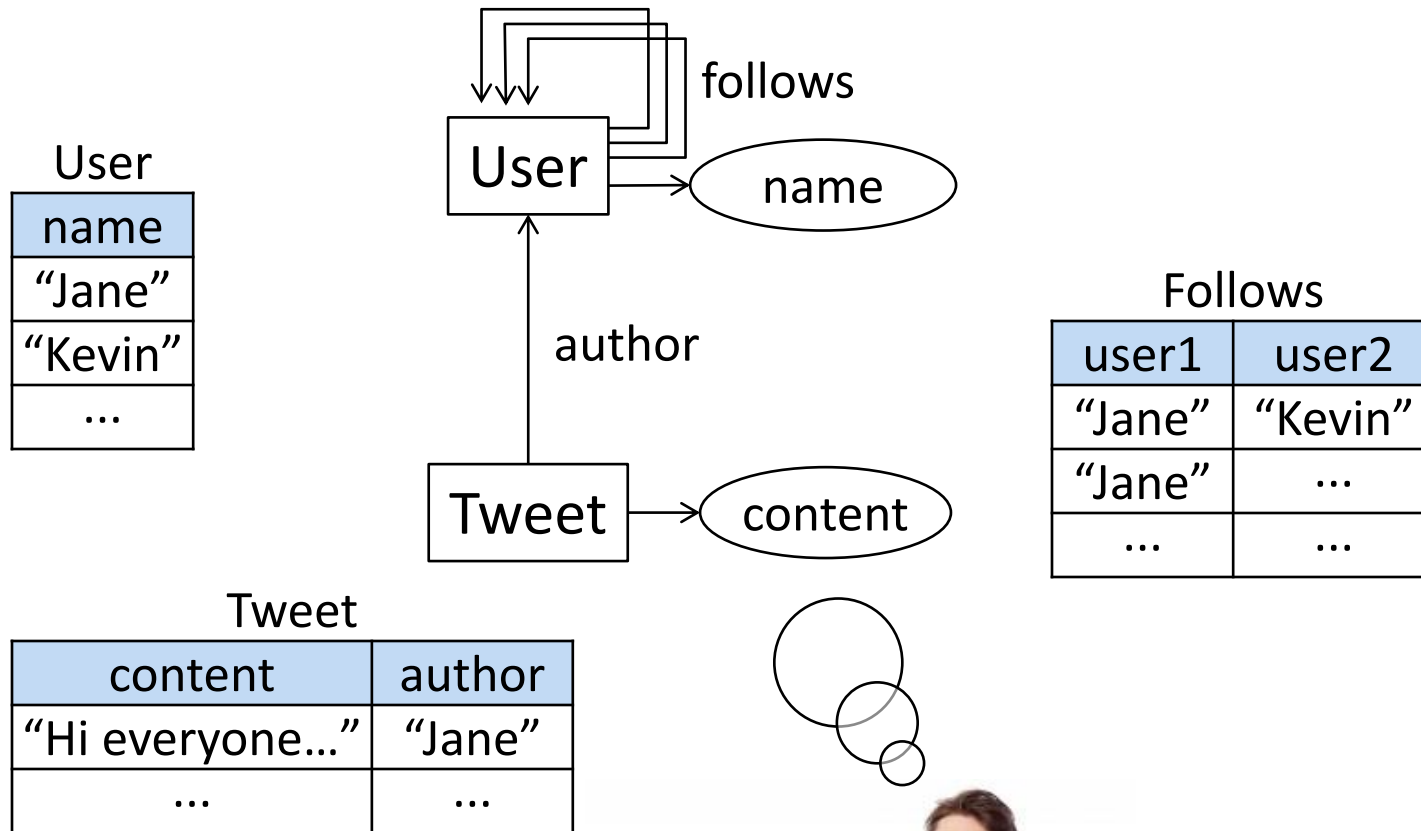 follows
User
name
User
name
“Jane”
“Kevin”
...
author
Follows
user1 user2
“Jane” “Kevin”
“Jane” ...
... ...
Tweet
content
Tweet
content author
“Hi everyone…” “Jane”
... ...